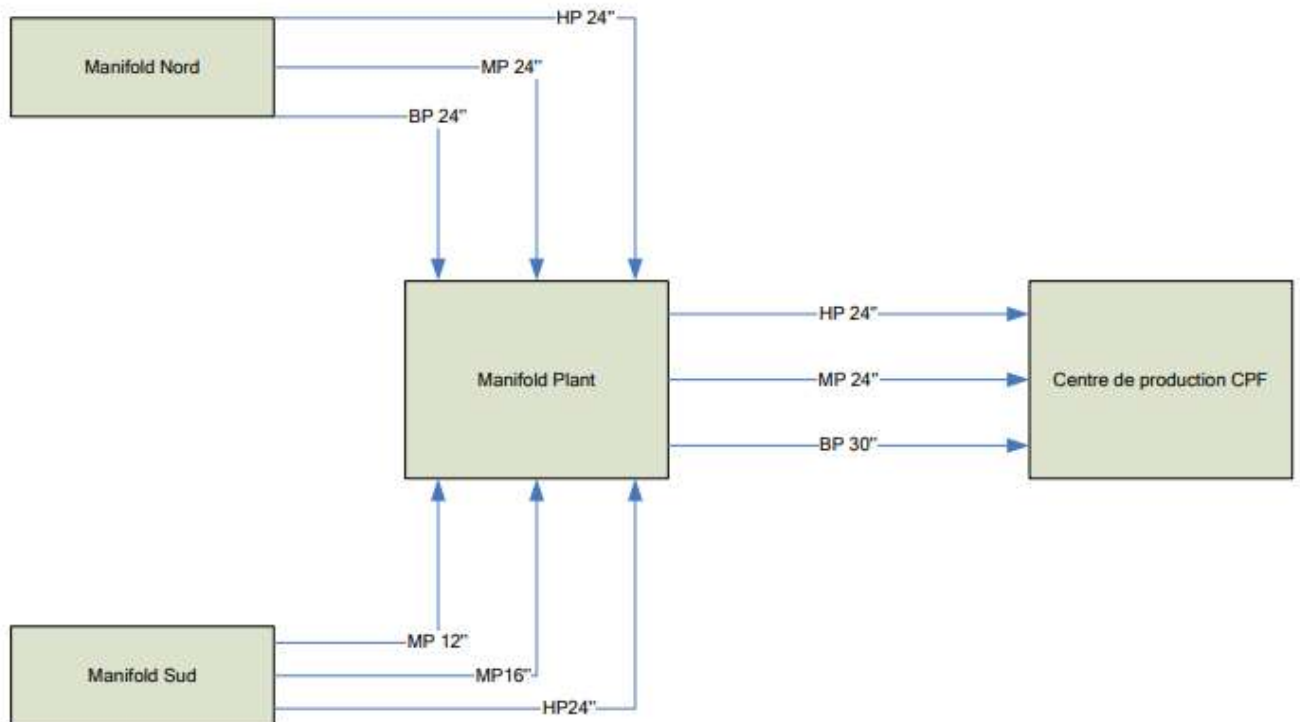 HP 24"
Manifold Nord
MP 24"
BP 24"
HP 24"
Manifold Plant
MP 24"
Centre de production CPF
BP 30"
MP 12"
Manifold Sud
MP16"
HP24"